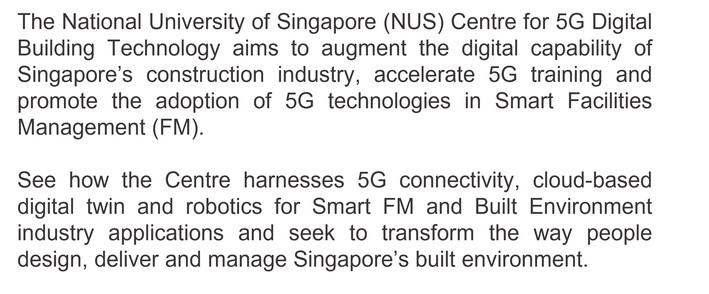 The National University of Singapore (NUS) Centre for 5G Digital
Building Technology aims to augment the digital capability of
Singapore’s construction industry, accelerate 5G training and
promote the adoption of 5G technologies in Smart Facilities
Management (FM).
See how the Centre harnesses 5G connectivity, cloud-based
digital twin and robotics for Smart FM and Built Environment
industry applications and seek to transform the way people
design, deliver and manage Singapore’s built environment.